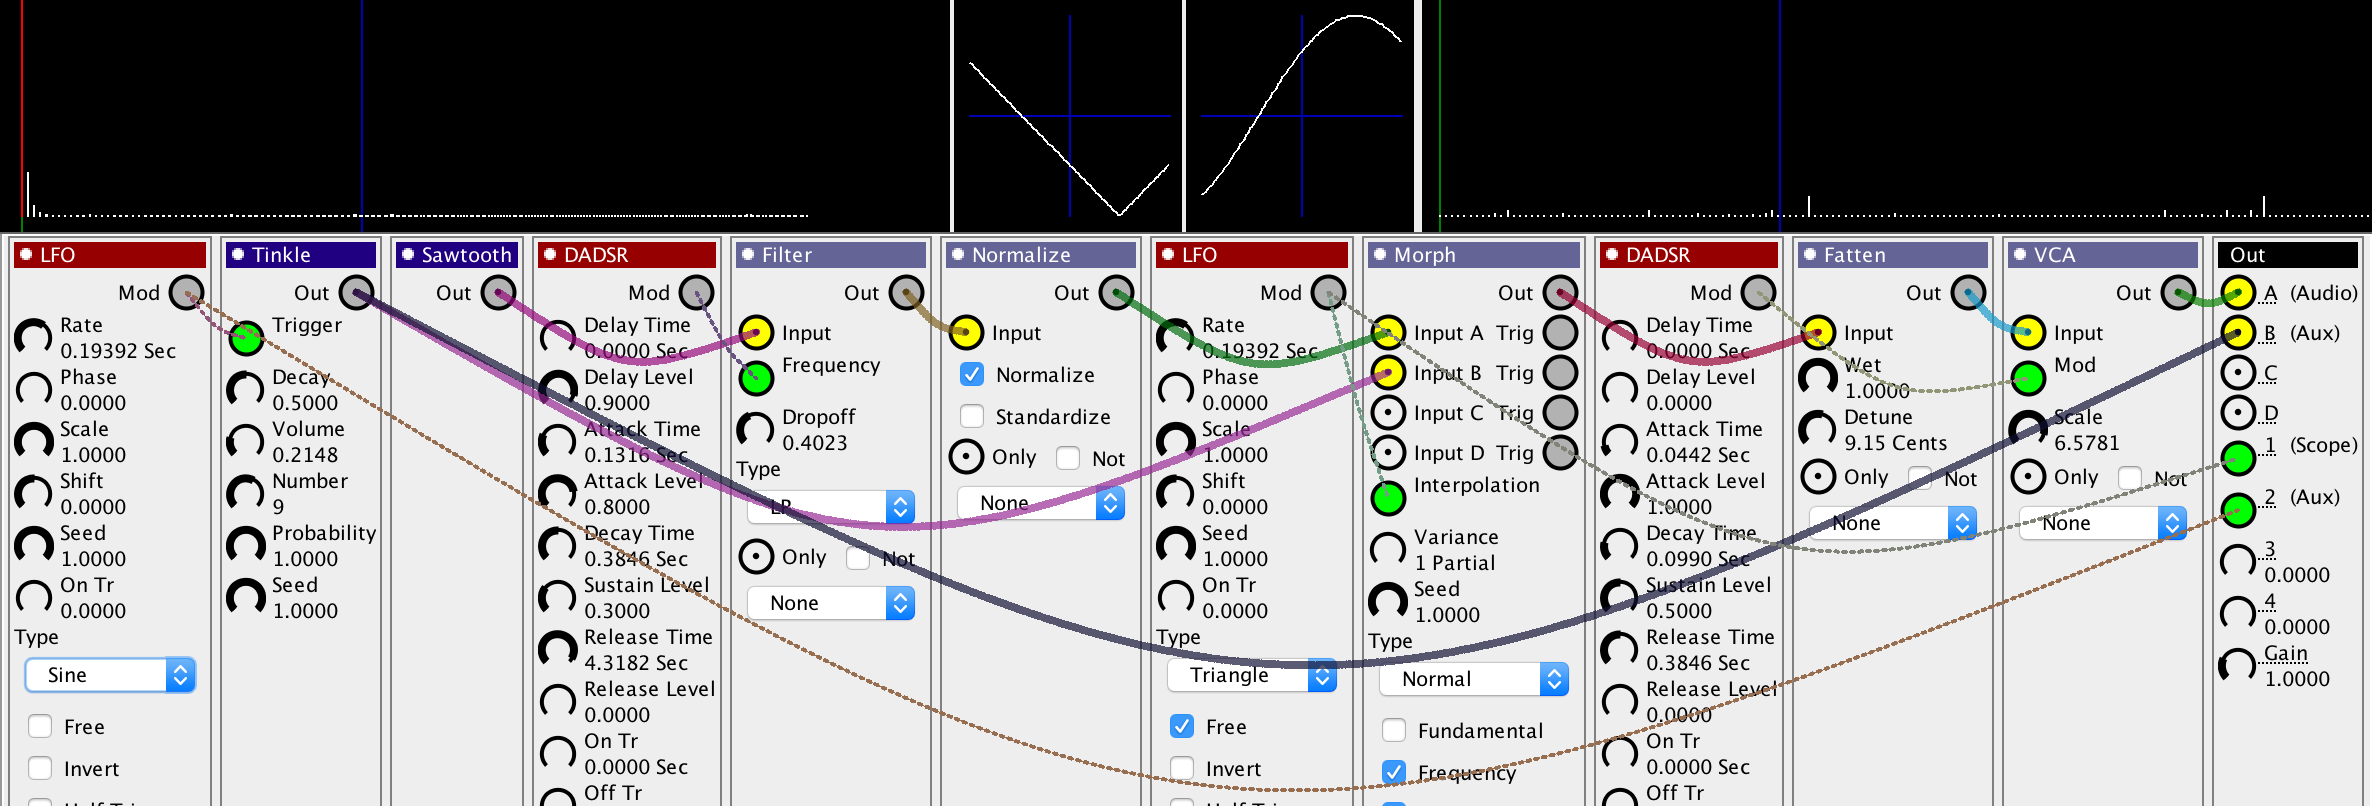 LFO
Mod
Rate
0.19392 Sec
Phase
0.0000
Scale
1.0000
Shift
0.0000
Seed
1.0000
On Tr
0.0000
Type
Sine
Free
Invert
Tinkle
Out
Trigger
Decay
0.5000
Volume
0.2148
Number
9
Probability
1.0000
Seed
1.0000
Sawtooth
Out
DADSR
Mod
Delay Time
0.0000 Sec
Delay Level
0.9000
Attack Time
0.1316 Sec
Attack Level
0.8000
Decay Time
0.3846 Sec
Sustain Level
0.3000
Release Time
4.3182 Sec
Release Level
0.0000
On Tr
0.0000 Sec
Off Tr
Filter
Out
Input
Frequency
Dropoff
0.4023
Type
LP
Only Not
None
Normalize
Out
Input
Normalize
Standardize
Only Not
None
LFO
Mod
Rate
0.19392 Sec
Phase
0.0000
Scale
1.0000
Shift
0.0000
Seed
1.0000
On Tr
0.0000
Type
Triangle
Free
Invert
Morph
Out
Input A Trig
Input B Trig
Input C Trig
Input D Trig
Interpolation
Variance
1 Partial
Seed
1.0000
Type
Normal
Fundamental
Frequency
DADSR
Mod
Delay Time
0.0000 Sec
Delay Level
0.0000
Attack Time
0.0442 Sec
Attack Level
1.0000
Decay Time
0.0990 Sec
Sustain Level
0.5000
Release Time
0.3846 Sec
Release Level
0.0000
On Tr
0.0000 Sec
Off Tr
Fatten
Out
Input
Wet
1.0000
Detune
9.15 Cents
Only Not
None
VCA
Out
Input
Mod
Scale
6.5781
Only Not
None
Out
A (Audio)
B (Aux)
C
D
1 (Scope)
2 (Aux)
3
0.0000
4
0.0000
Gain
1.0000